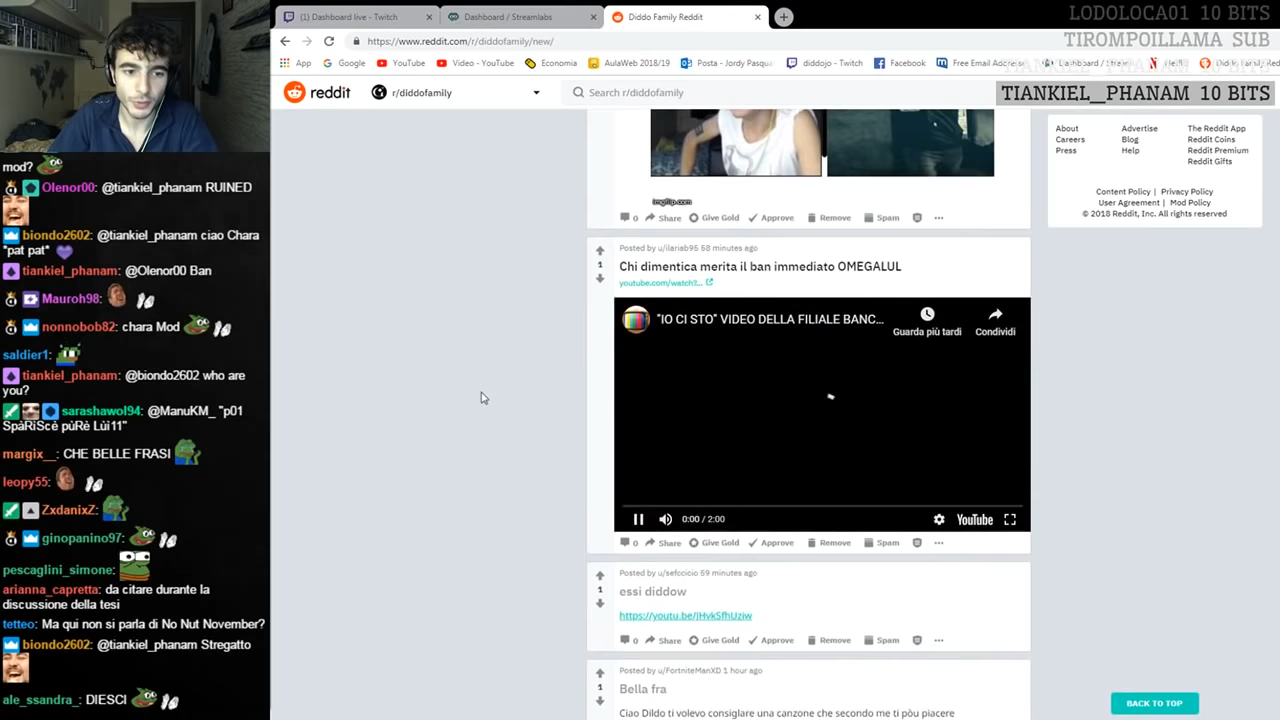 (1) Dashboard live - Twitch
Dashboard / Streamlabs
Diddo Family Reddit
https://www.reddit.com/r/diddofamily/new/
App
Google
YouTube
Video - YouTube
Economia
AulaWeb 2018/19
Posta - Jordy Pasqua
diddojo - Twitch
Facebook
Free Email Addresse
Dashboard / Stream
LODOLOCA01 10 BITS
TIROMPOILLAMA SUB
TIANKIEL_PHANAM 10 BITS
reddit
r/diddofamily
Search r/diddofamily
mod?
Olenor00: @tiankiel_phanam RUINED
biondo2602: @tiankiel_phanam ciao Chara
*pat pat*
tiankiel_phanam: @Olenor00 Ban
Mauroh98:
nonnobob82: chara Mod
saldier1:
tiankiel_phanam: @biondo2602 who are
you?
sarashawol94: @ManuKM_ "p01
SpàRìScè pùRè Lùì11"
margix__: CHE BELLE FRASI
leopy55:
ZxdanixZ:
ginopanino97:
pescaglini_simone:
arianna_capretta: da citare durante la
discussione della tesi
tetteo: Ma qui non si parla di No Nut November?
biondo2602: @tiankiel_phanam Stregatto
ale_ssandra_: DIESCI
imgflip.com
0 Share Give Gold Approve Remove Spam
Posted by u/ilariab95 58 minutes ago
1
Chi dimentica merita il ban immediato OMEGALUL
youtube.com/watch?...
"IO CI STO" VIDEO DELLA FILIALE BANC...
Guarda più tardi
Condividi
0:00 / 2:00
YouTube
0 Share Give Gold Approve Remove Spam
Posted by u/sefccicio 59 minutes ago
1
essi diddow
https://youtu.be/jHvkSfhUziw
0 Share Give Gold Approve Remove Spam
Posted by u/FortniteManXD 1 hour ago
1
Bella fra
Ciao Dildo ti volevo consiglare una canzone che secondo me ti pòu piacere
About
Advertise
The Reddit App
Careers
Blog
Reddit Coins
Press
Help
Reddit Premium
Reddit Gifts
Content Policy | Privacy Policy
User Agreement | Mod Policy
© 2018 Reddit, Inc. All rights reserved
BACK TO TOP